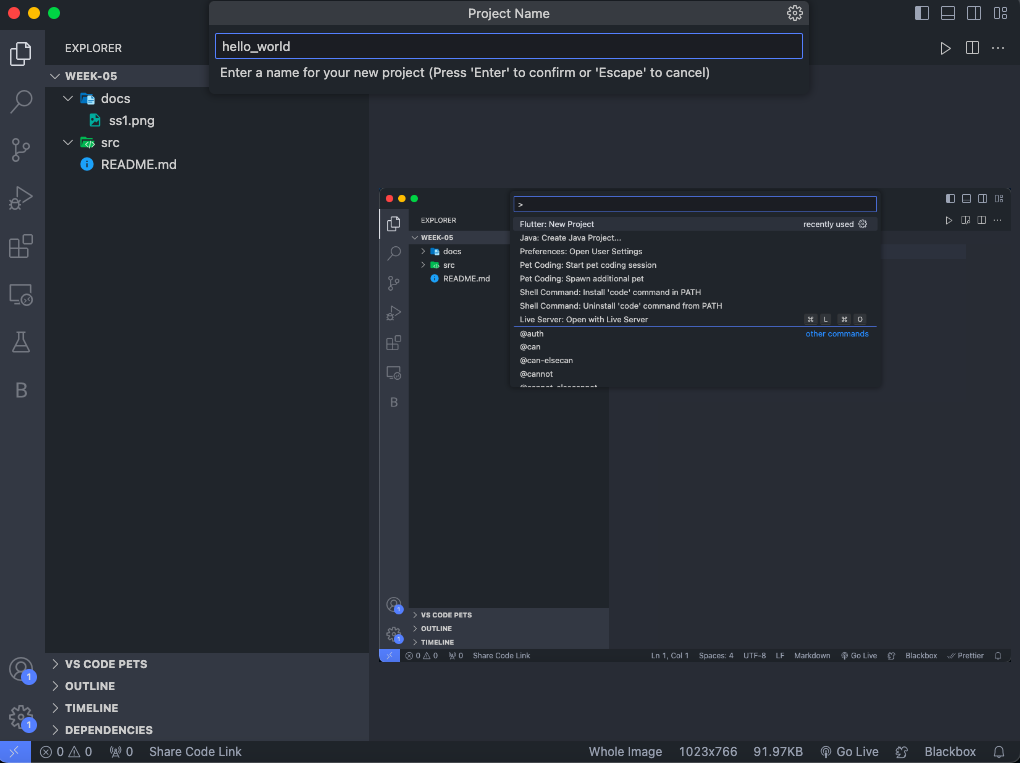 Project Name
hello_world
Enter a name for your new project (Press 'Enter' to confirm or 'Escape' to cancel)
EXPLORER
WEEK-05
docs
ss1.png
src
README.md
>
EXPLORER
Flutter: New Project recently used
WEEK-05
Java: Create Java Project...
docs
Preferences: Open User Settings
src
Pet Coding: Start pet coding session
README.md
Pet Coding: Spawn additional pet
Shell Command: Install 'code' command in PATH
Shell Command: Uninstall 'code' command from PATH
Live Server: Open with Live Server ⌘ L ⌘ O
@auth other commands
@can
@can-elsecan
@cannot
@cannot-elsecannot
B
B
1
VS CODE PETS
OUTLINE
1
TIMELINE
0 0 0 Share Code Link Ln 1, Col 1 Spaces: 4 UTF-8 LF Markdown Go Live Blackbox Prettier
VS CODE PETS
1
OUTLINE
TIMELINE
1
DEPENDENCIES
0 0 0 Share Code Link Whole Image 1023x766 91.97KB Go Live Blackbox